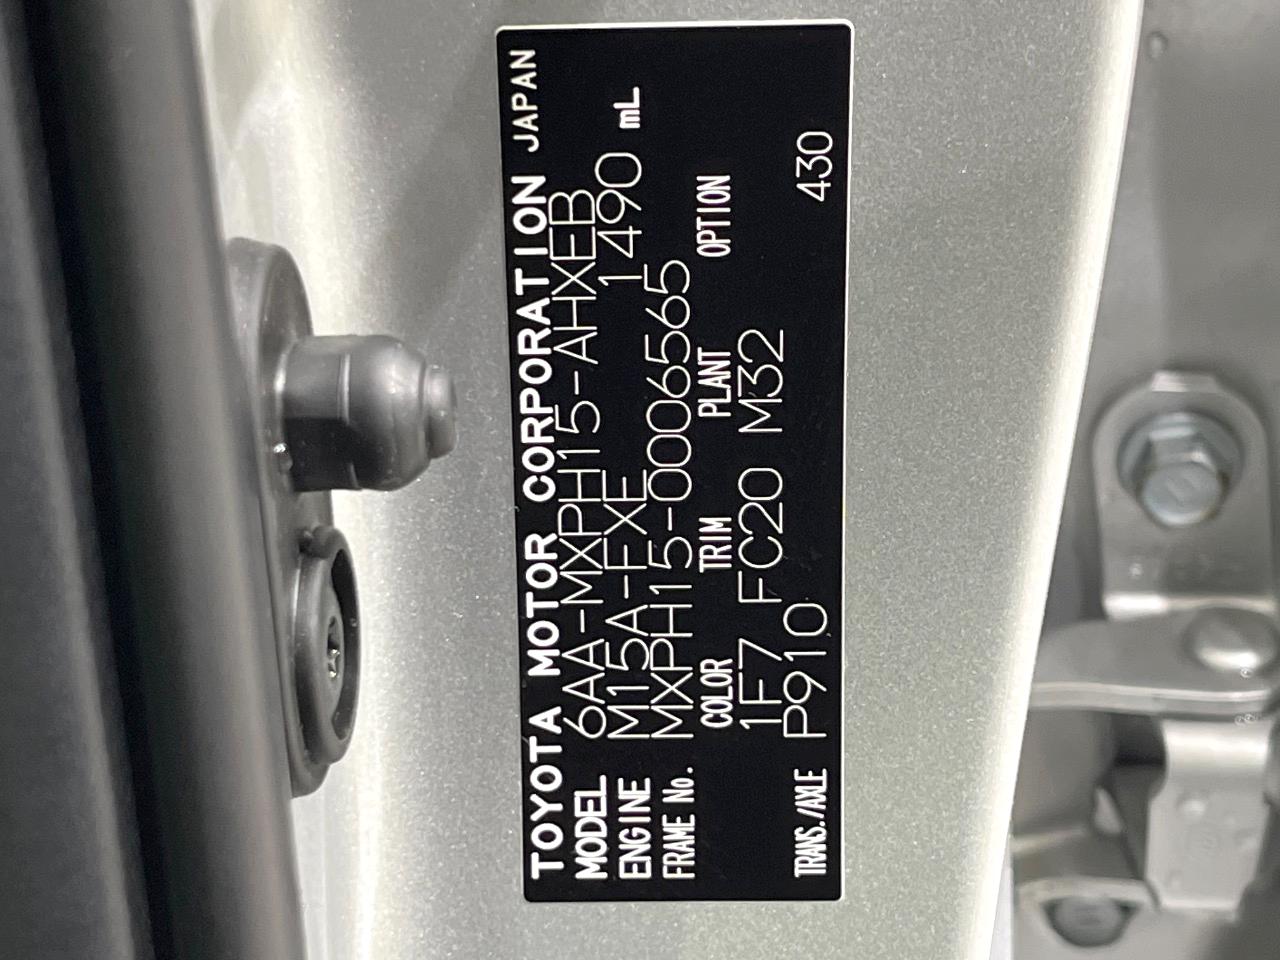 TOYOTA MOTOR CORPORATION JAPAN
MODEL 6AA-MXPH15-AHXEB
ENGINE M15A-FXE 1490 mL
FRAME No. MXPH15-0006565
COLOR TRIM PLANT OPTION
1F7 FC20 M32
TRANS./AXLE P910 430